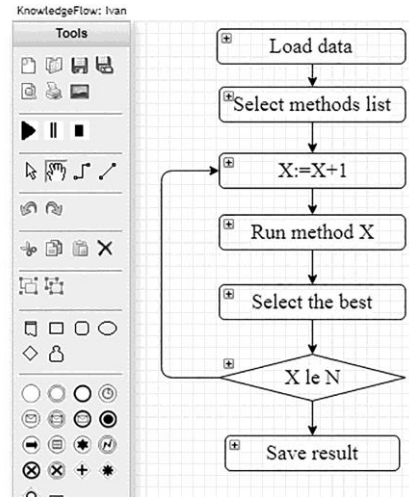 KnowledgeFlow: Ivan
Tools
Load data
Select methods list
X:=X+1
Run method X
Select the best
X le N
Save result